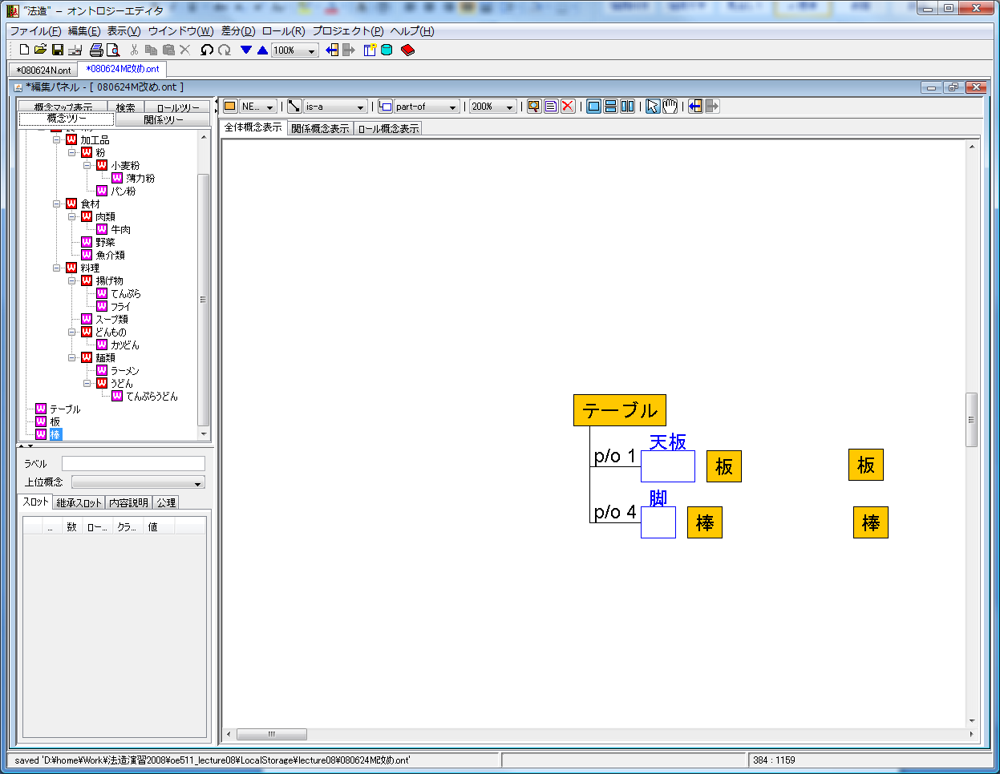 "法造" − オントロジーエディタ
ファイル(F) 編集(E) 表示(V) ウインドウ(W) 差分(D) ロール(R) プロジェクト(P) ヘルプ(H)
100%
*080624N.ont *080624M改め.ont
*編集パネル - [ 080624M改め.ont ]
概念マップ表示 検索 ロールツー
概念ツリー 関係ツリー
NE... is-a part-of 200%
全体概念表示 関係概念表示 ロール概念表示
加工品
粉
小麦粉
薄力粉
パン粉
食材
肉類
牛肉
野菜
魚介類
料理
揚げ物
てんぷら
フライ
スープ類
どんもの
カツどん
麺類
ラーメン
うどん
てんぷらうどん
テーブル
板
棒
ラベル
上位概念
スロット 継承スロット 内容説明 公理
... 数 ロー... クラ... 値
テーブル
天板
p/o 1 板 板
脚
p/o 4 棒 棒
saved 'D:¥home¥Work¥法造演習2008¥oe511_lecture08¥LocalStorage¥lecture08¥080624M改め.ont'
384 : 1159